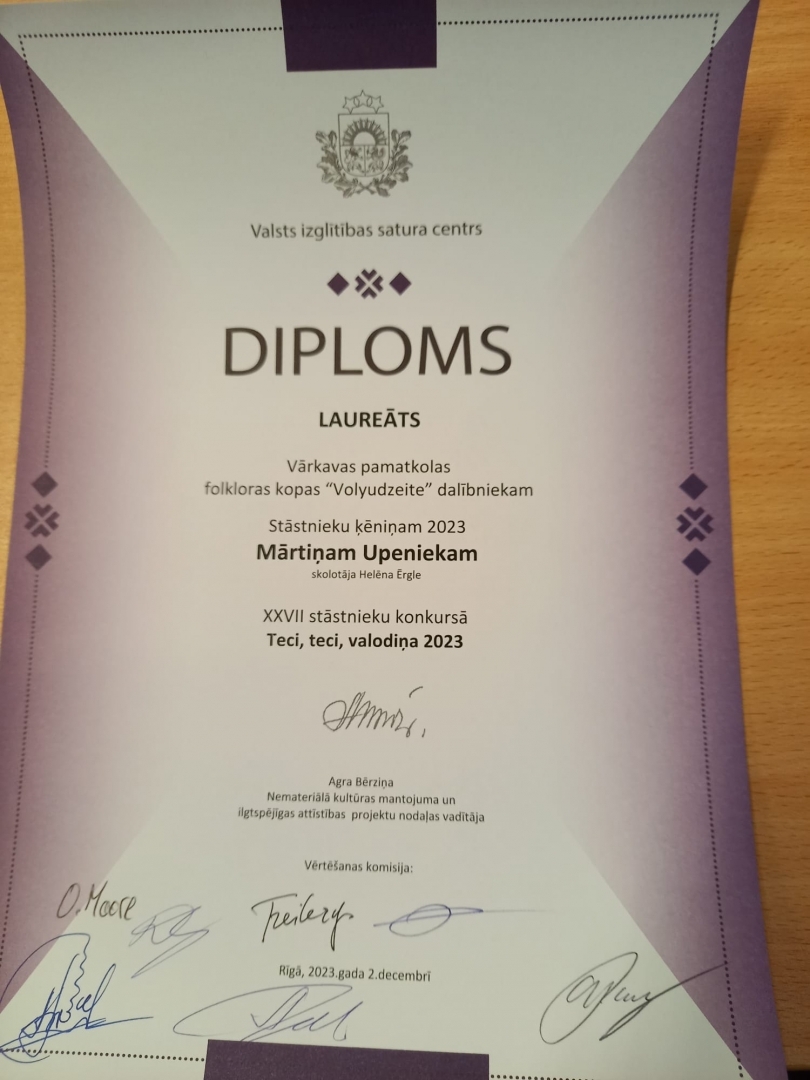 Valsts izglītības satura centrs
DIPLOMS
LAUREĀTS
Vārkavas pamatkolas
folkloras kopas “Volyudzeite” dalībniekam
Stāstnieku ķēniņam 2023
Mārtiņam Upeniekam
skolotāja Helēna Ērgle
XXVII stāstnieku konkursā
Teci, teci, valodiņa 2023
Agra Bērziņa
Nemateriālā kultūras mantojuma un
ilgtspējīgas attīstības projektu nodaļas vadītāja
Vērtēšanas komisija:
O. Moore
Rīgā, 2023.gada 2.decembrī